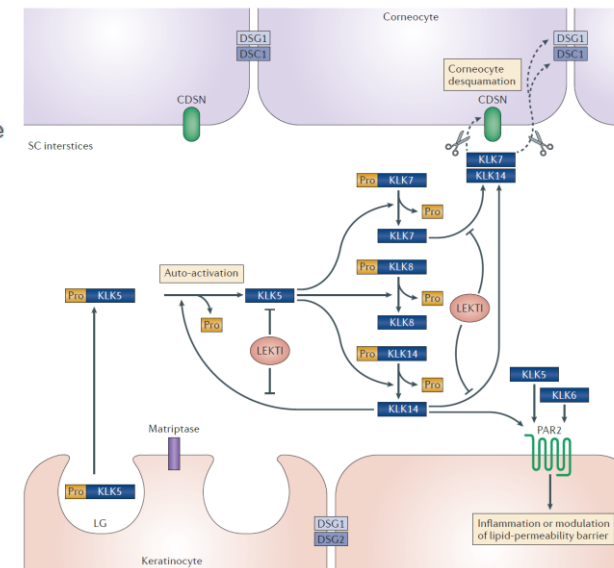 Corneocyte
DSG1
DSC1
DSG1
DSC1
Corneocyte
desquamation
CDSN
CDSN
e
SC interstices
KLK7
KLK14
Pro KLK7
Pro
KLK7
Auto-activation
Pro KLK8
Pro KLK5
KLK5
Pro
Pro
LEKTI
KLK8
LEKTI
Pro KLK14
Pro
KLK5
KLK14
KLK6
Matriptase
PAR2
Pro KLK5
LG
DSG1
DSG2
Inflammation or modulation
of lipid-permeability barrier
Keratinocyte